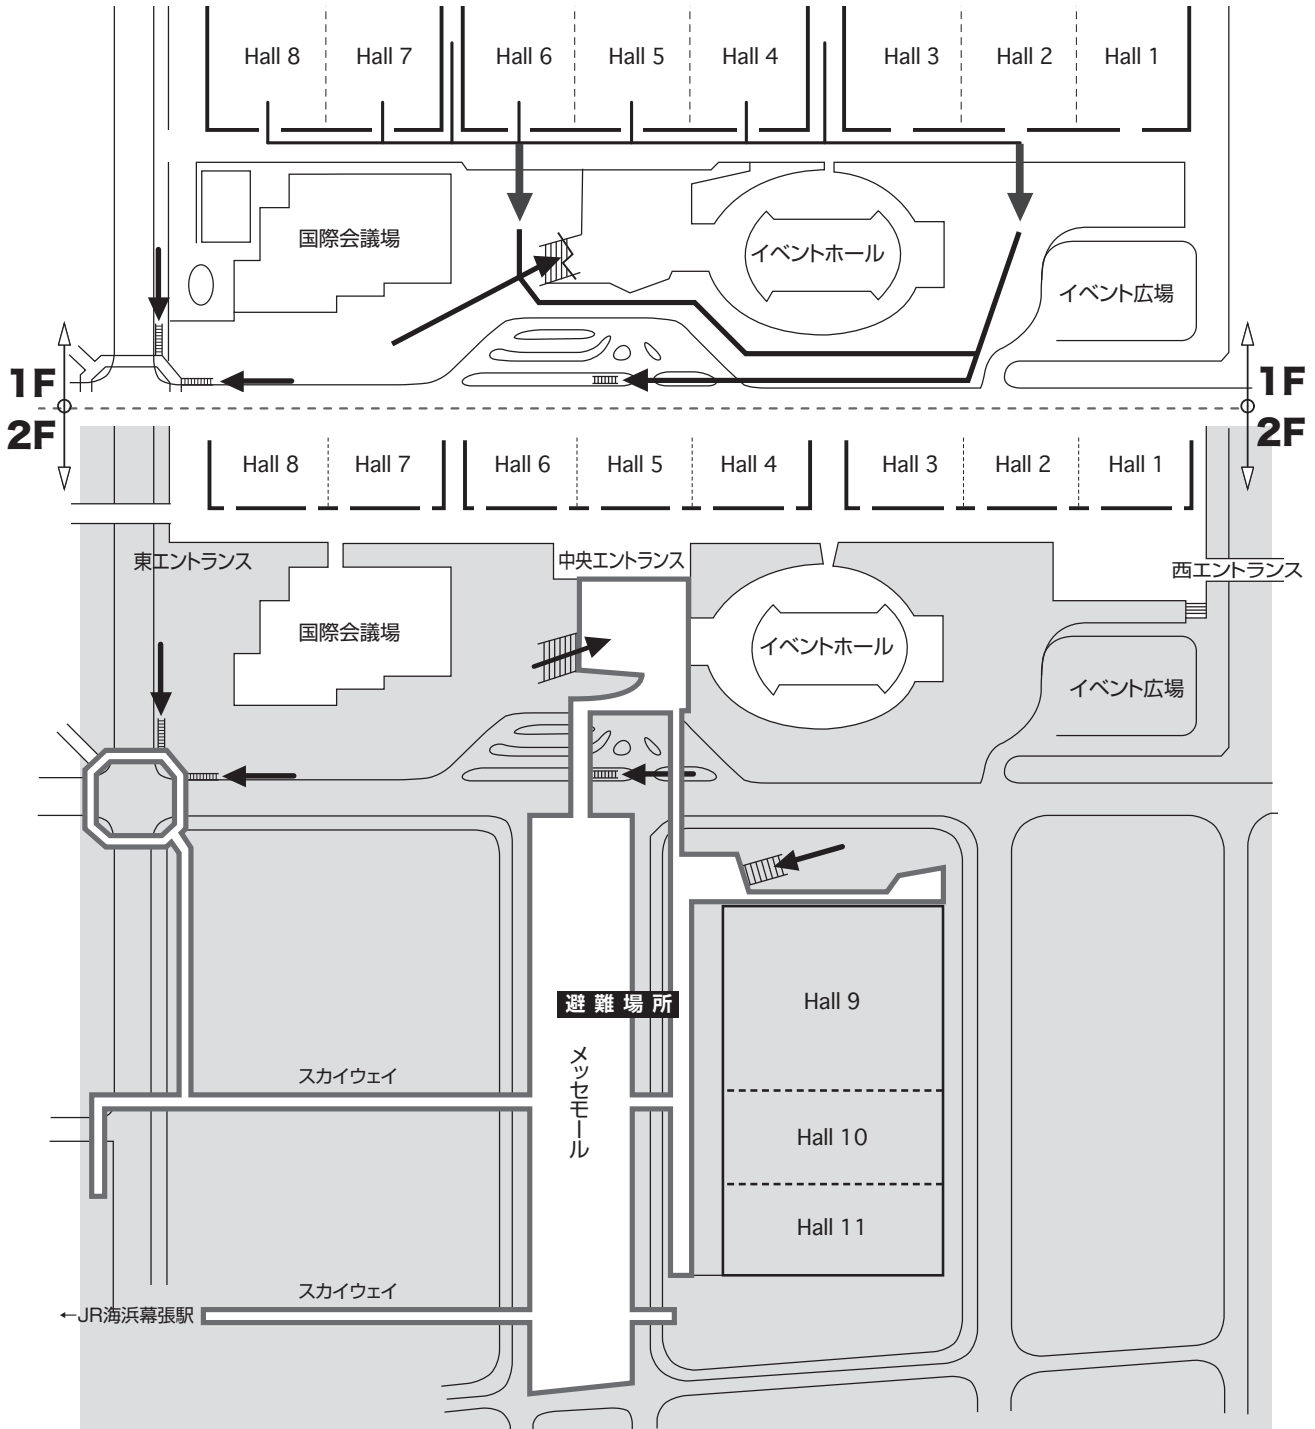 Hall 8
Hall 7
Hall 6
Hall 5
Hall 4
Hall 3
Hall 2
Hall 1
国際会議場
イベントホール
イベント広場
1F
2F
1F
2F
Hall 8
Hall 7
Hall 6
Hall 5
Hall 4
Hall 3
Hall 2
Hall 1
東エントランス
中央エントランス
西エントランス
国際会議場
イベントホール
イベント広場
避難場所
Hall 9
メッセモール
スカイウェイ
Hall 10
Hall 11
スカイウェイ
←JR海浜幕張駅